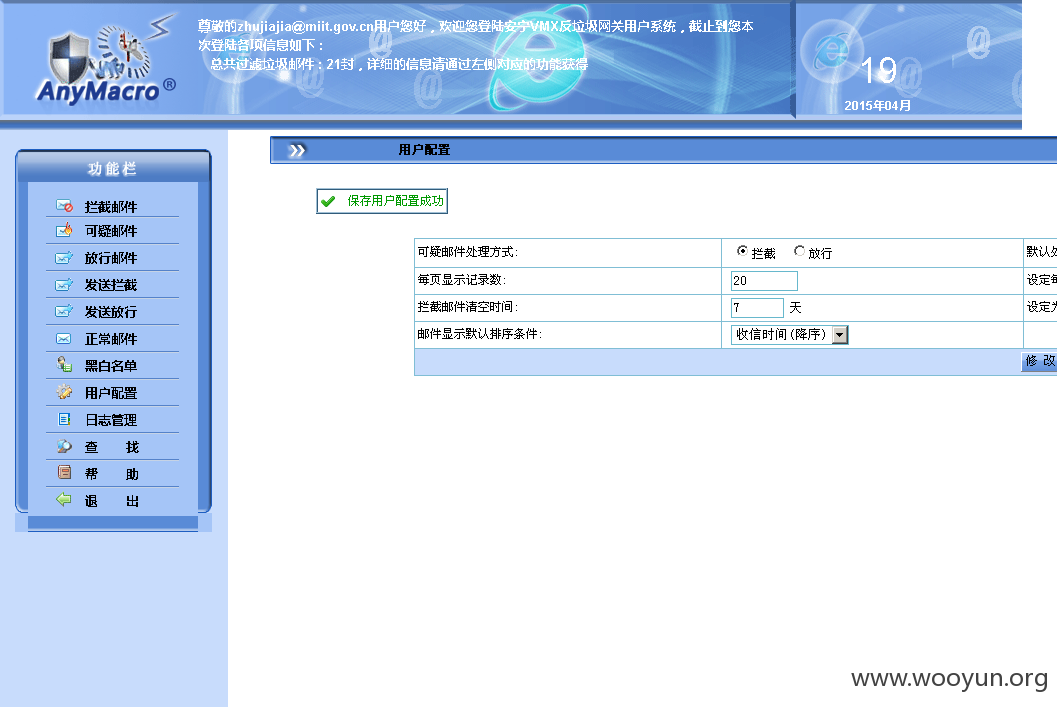 AnyMacro®
尊敬的zhujiajia@miit.gov.cn用户您好，欢迎您登陆安宁VMX反垃圾网关用户系统，截止到您本
次登陆各项信息如下：
总共过滤垃圾邮件：21封，详细的信息请通过左侧对应的功能获得
19
2015年04月
功能栏
拦截邮件
可疑邮件
放行邮件
发送拦截
发送放行
正常邮件
黑白名单
用户配置
日志管理
查 找
帮 助
退 出
用户配置
保存用户配置成功
可疑邮件处理方式: 拦截 放行 默认处
每页显示记录数: 20 设定每
拦截邮件清空时间: 7 天 设定为
邮件显示默认排序条件: 收信时间(降序)
修 改
www.wooyun.org